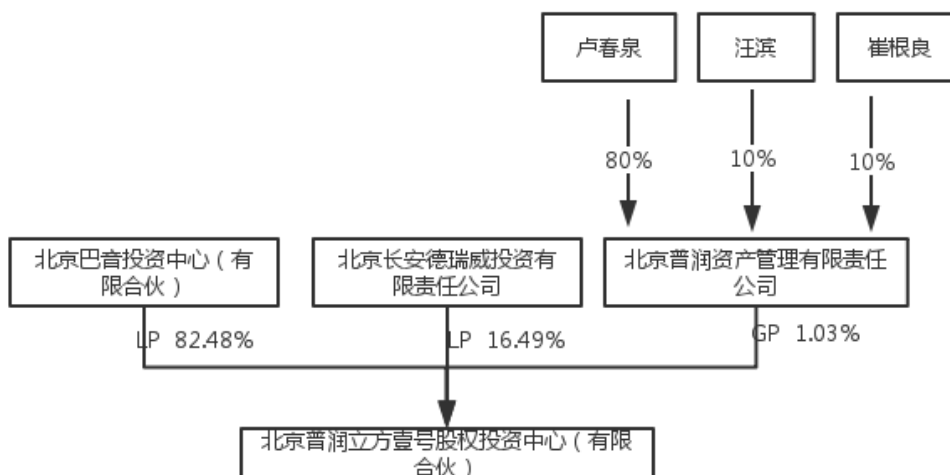 卢春泉
汪滨
崔根良
80%
10%
10%
北京巴音投资中心（有
限合伙）
北京长安德瑞威投资有
限责任公司
北京普润资产管理有限责任
公司
LP 82.48%
LP 16.49%
GP 1.03%
北京普润立方壹号股权投资中心（有限
合伙）